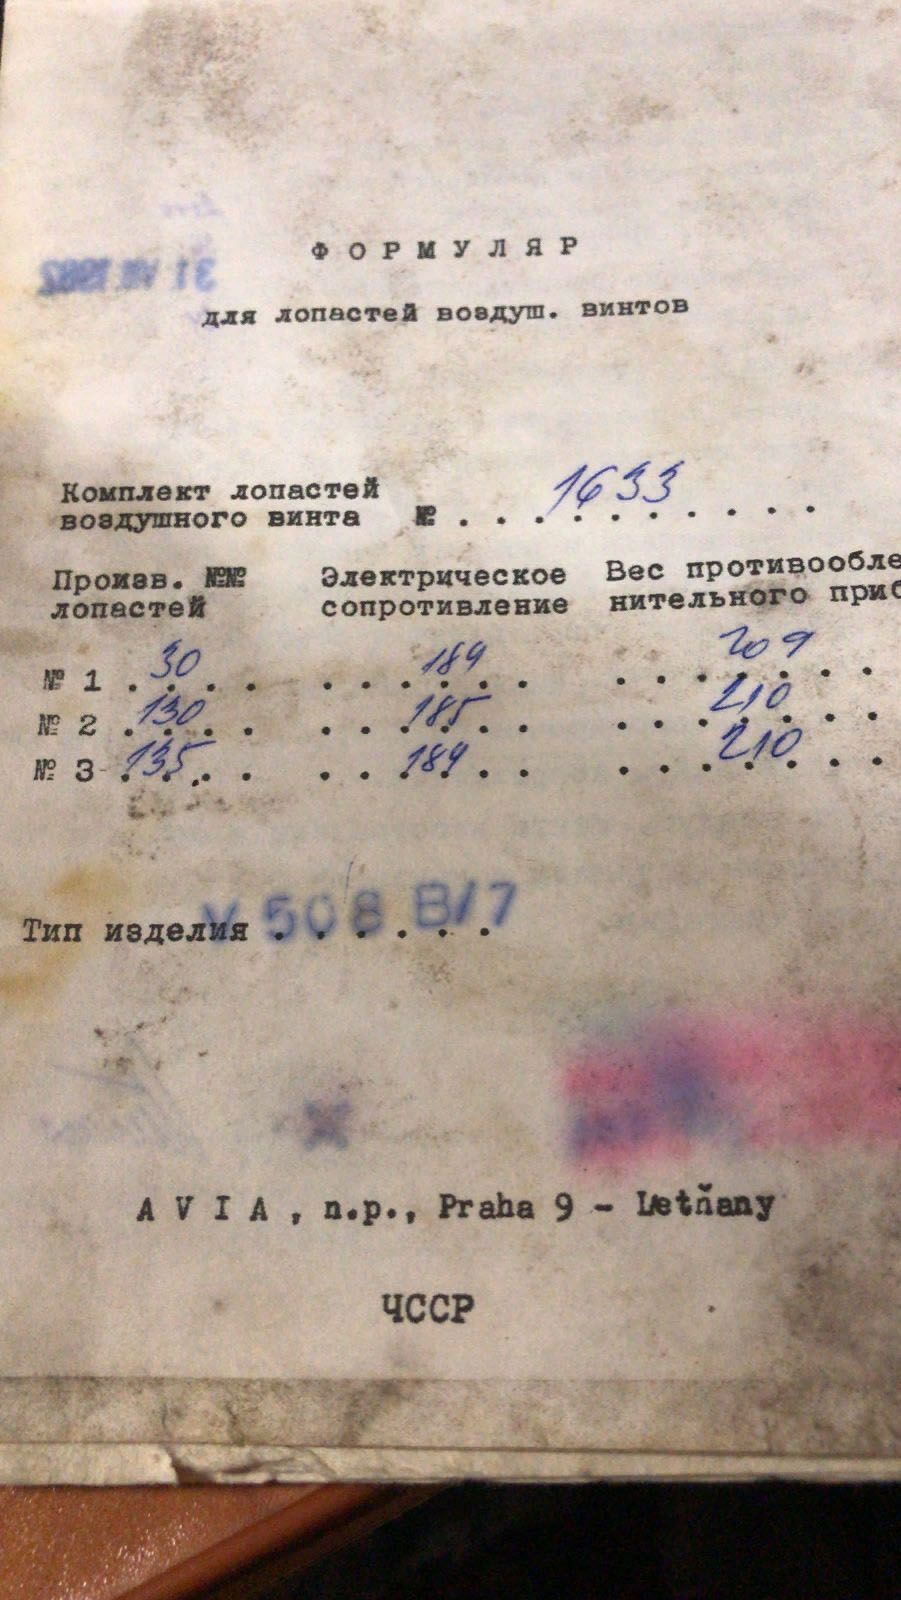 ФОРМУЛЯР
31 VII 1982
для лопастей воздуш. винтов
Комплект лопастей
воздушного винта № . 1633
Произв. №№ Электрическое Вес противообле
лопастей сопротивление нительного приб
№ 1 30 184 209
№ 2 130 185 210
№ 3 135 184 210
Тип изделия V 508 B/7
AVIA, n.p., Praha 9 - Letňany
ЧССР